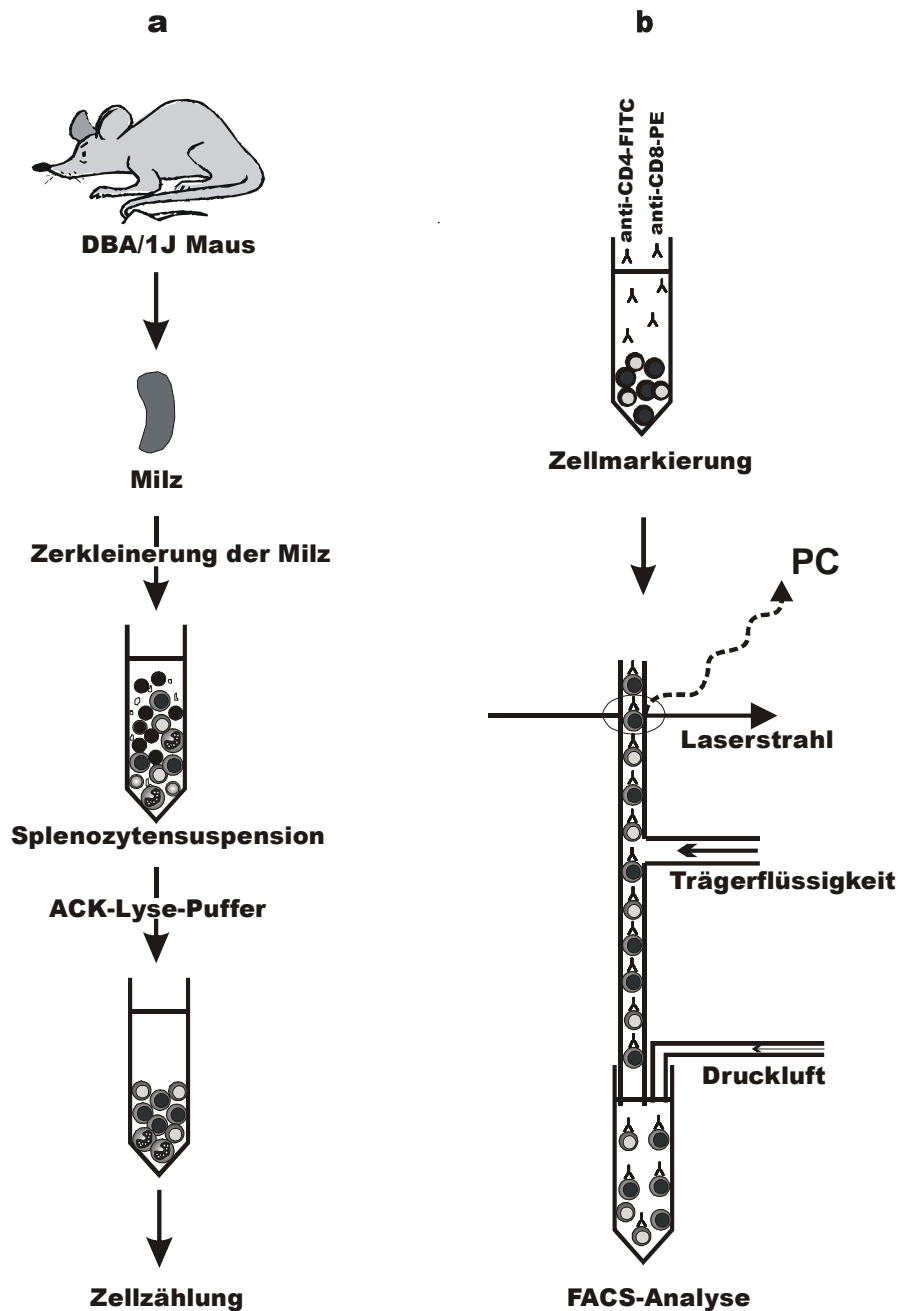 a
DBA/1J Maus
Milz
Zerkleinerung der Milz
Splenozytensuspension
ACK-Lyse-Puffer
Zellzählung
b
anti-CD4-FITC
anti-CD8-PE
Zellmarkierung
PC
Laserstrahl
Trägerflüssigkeit
Druckluft
FACS-Analyse